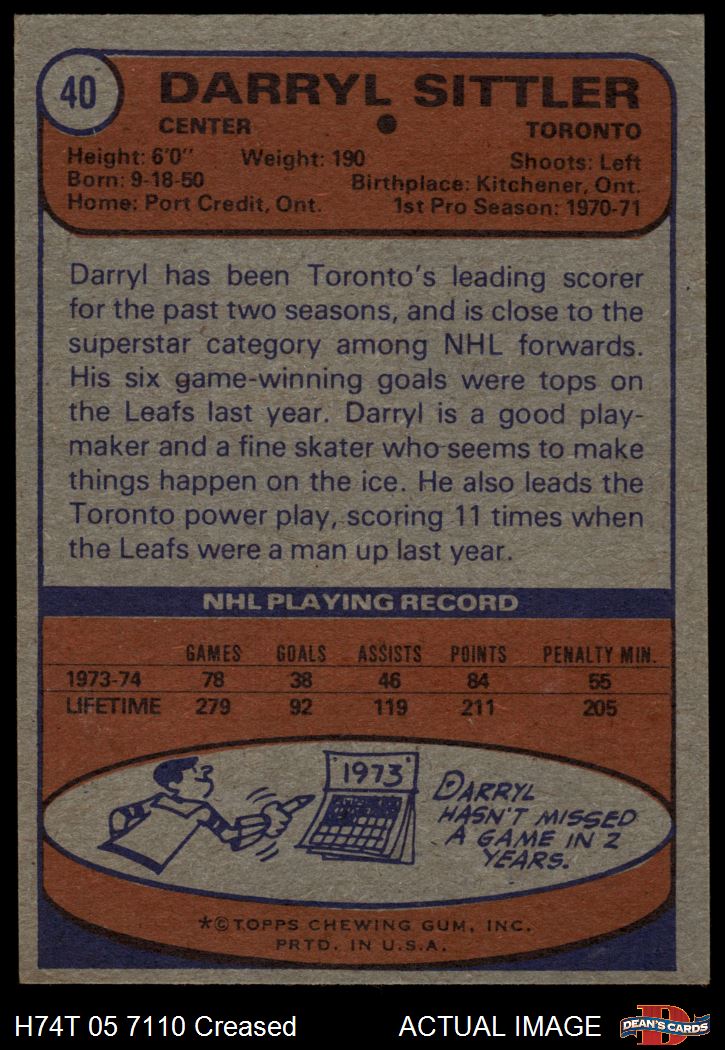 40
DARRYL SITTLER
CENTER ● TORONTO
Height: 6'0" Weight: 190 Shoots: Left
Born: 9-18-50 Birthplace: Kitchener, Ont.
Home: Port Credit, Ont. 1st Pro Season: 1970-71
Darryl has been Toronto's leading scorer
for the past two seasons, and is close to the
superstar category among NHL forwards.
His six game-winning goals were tops on
the Leafs last year. Darryl is a good play-
maker and a fine skater who seems to make
things happen on the ice. He also leads the
Toronto power play, scoring 11 times when
the Leafs were a man up last year.
NHL PLAYING RECORD
GAMES GOALS ASSISTS POINTS PENALTY MIN.
1973-74 78 38 46 84 55
LIFETIME 279 92 119 211 205
1973
DARRYL
HASN'T MISSED
A GAME IN 2
YEARS.
*©TOPPS CHEWING GUM, INC.
PRTD. IN U.S.A.
H74T 05 7110 Creased ACTUAL IMAGE
D
DEAN'S CARDS